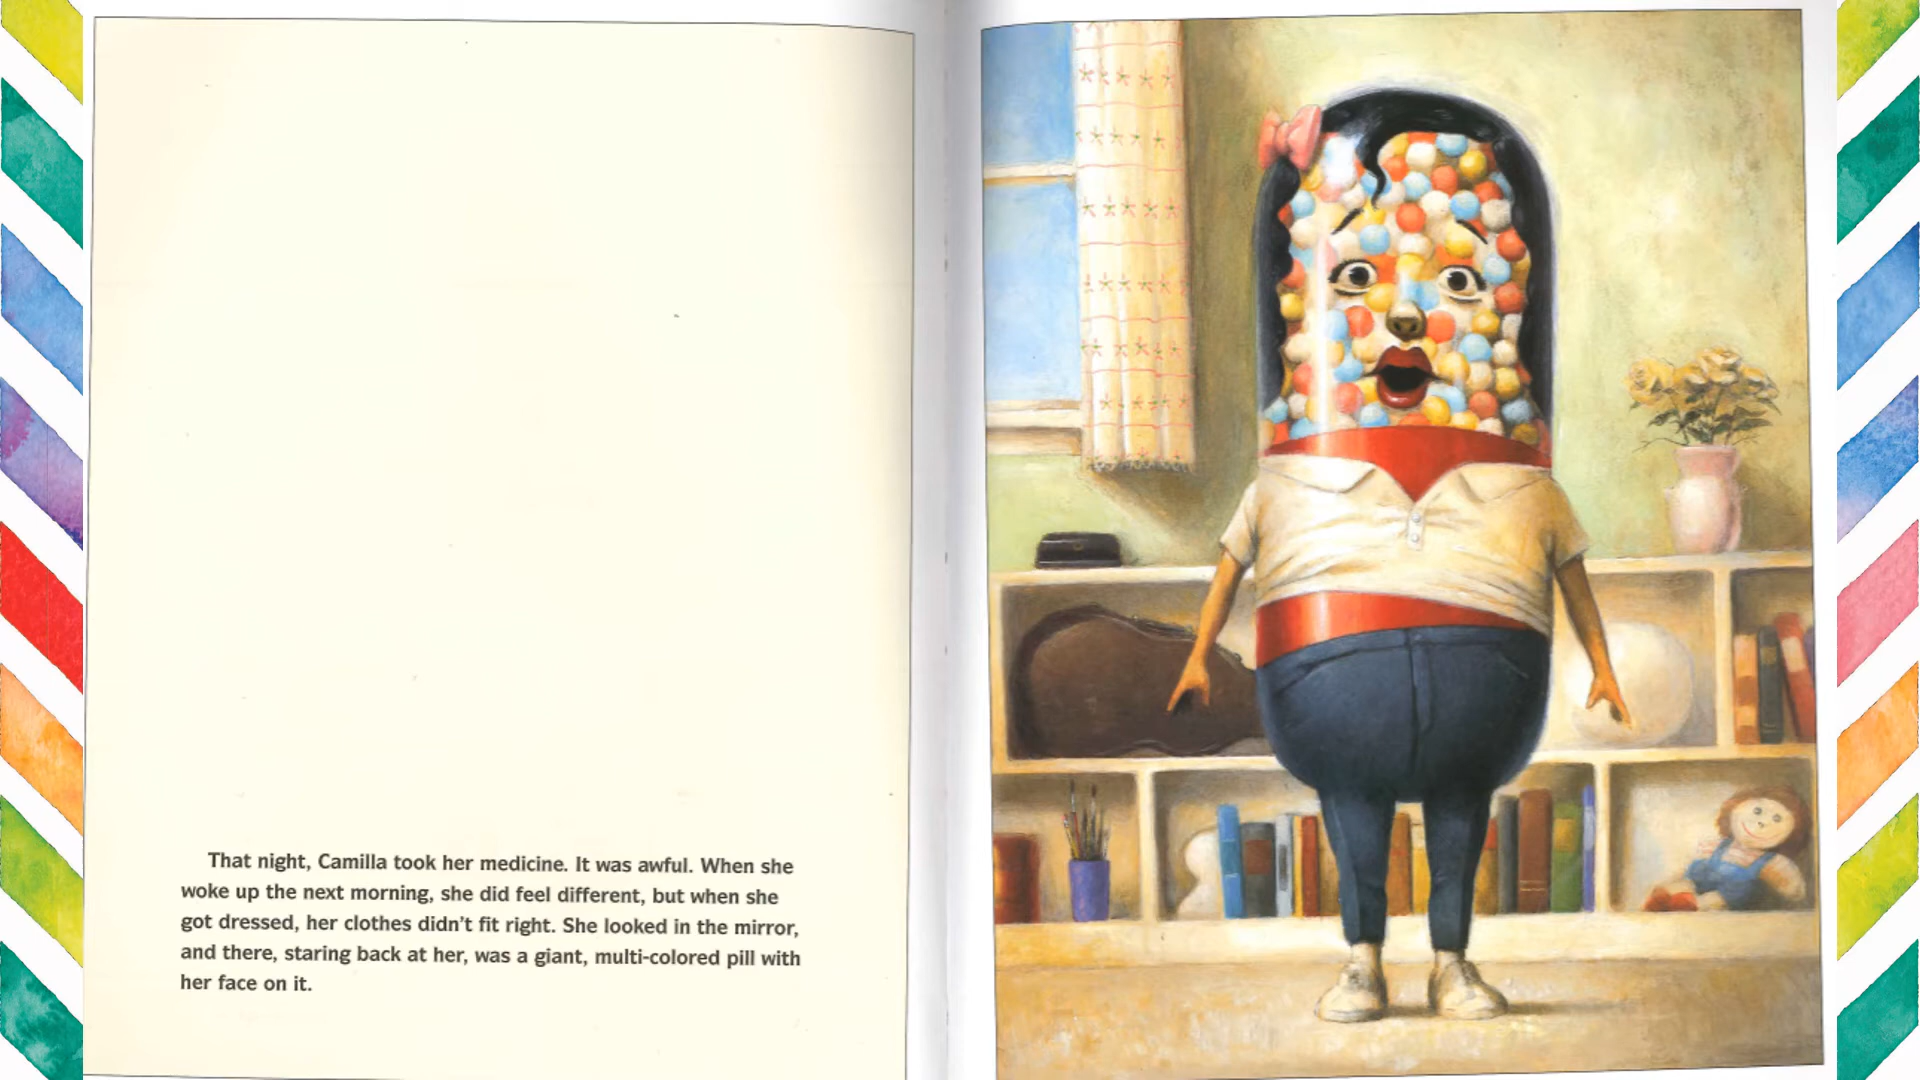 That night, Camilla took her medicine. It was awful. When she
woke up the next morning, she did feel different, but when she
got dressed, her clothes didn't fit right. She looked in the mirror,
and there, staring back at her, was a giant, multi-colored pill with
her face on it.